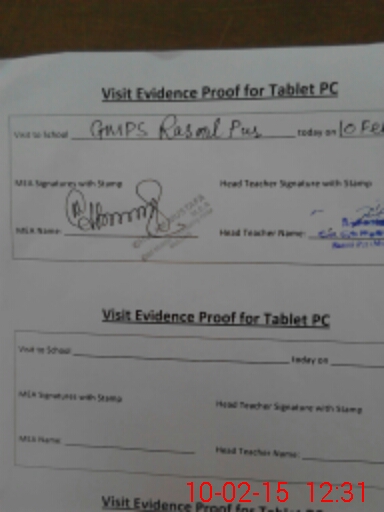 Visit Evidence Proof for Tablet PC
Visit to School GMPS Rasool Pur today on 10 Fe
MEA Signatures with Stamp Head Teacher Signature with Stamp
MEA Name: Head Teacher Name:
Visit Evidence Proof for Tablet PC
Visit to School today on
MEA Signatures with Stamp Head Teacher Signature with Stamp
MEA Name: Head Teacher Name:
10-02-15 12:31
Visit Evidence Proof for Tablet PC